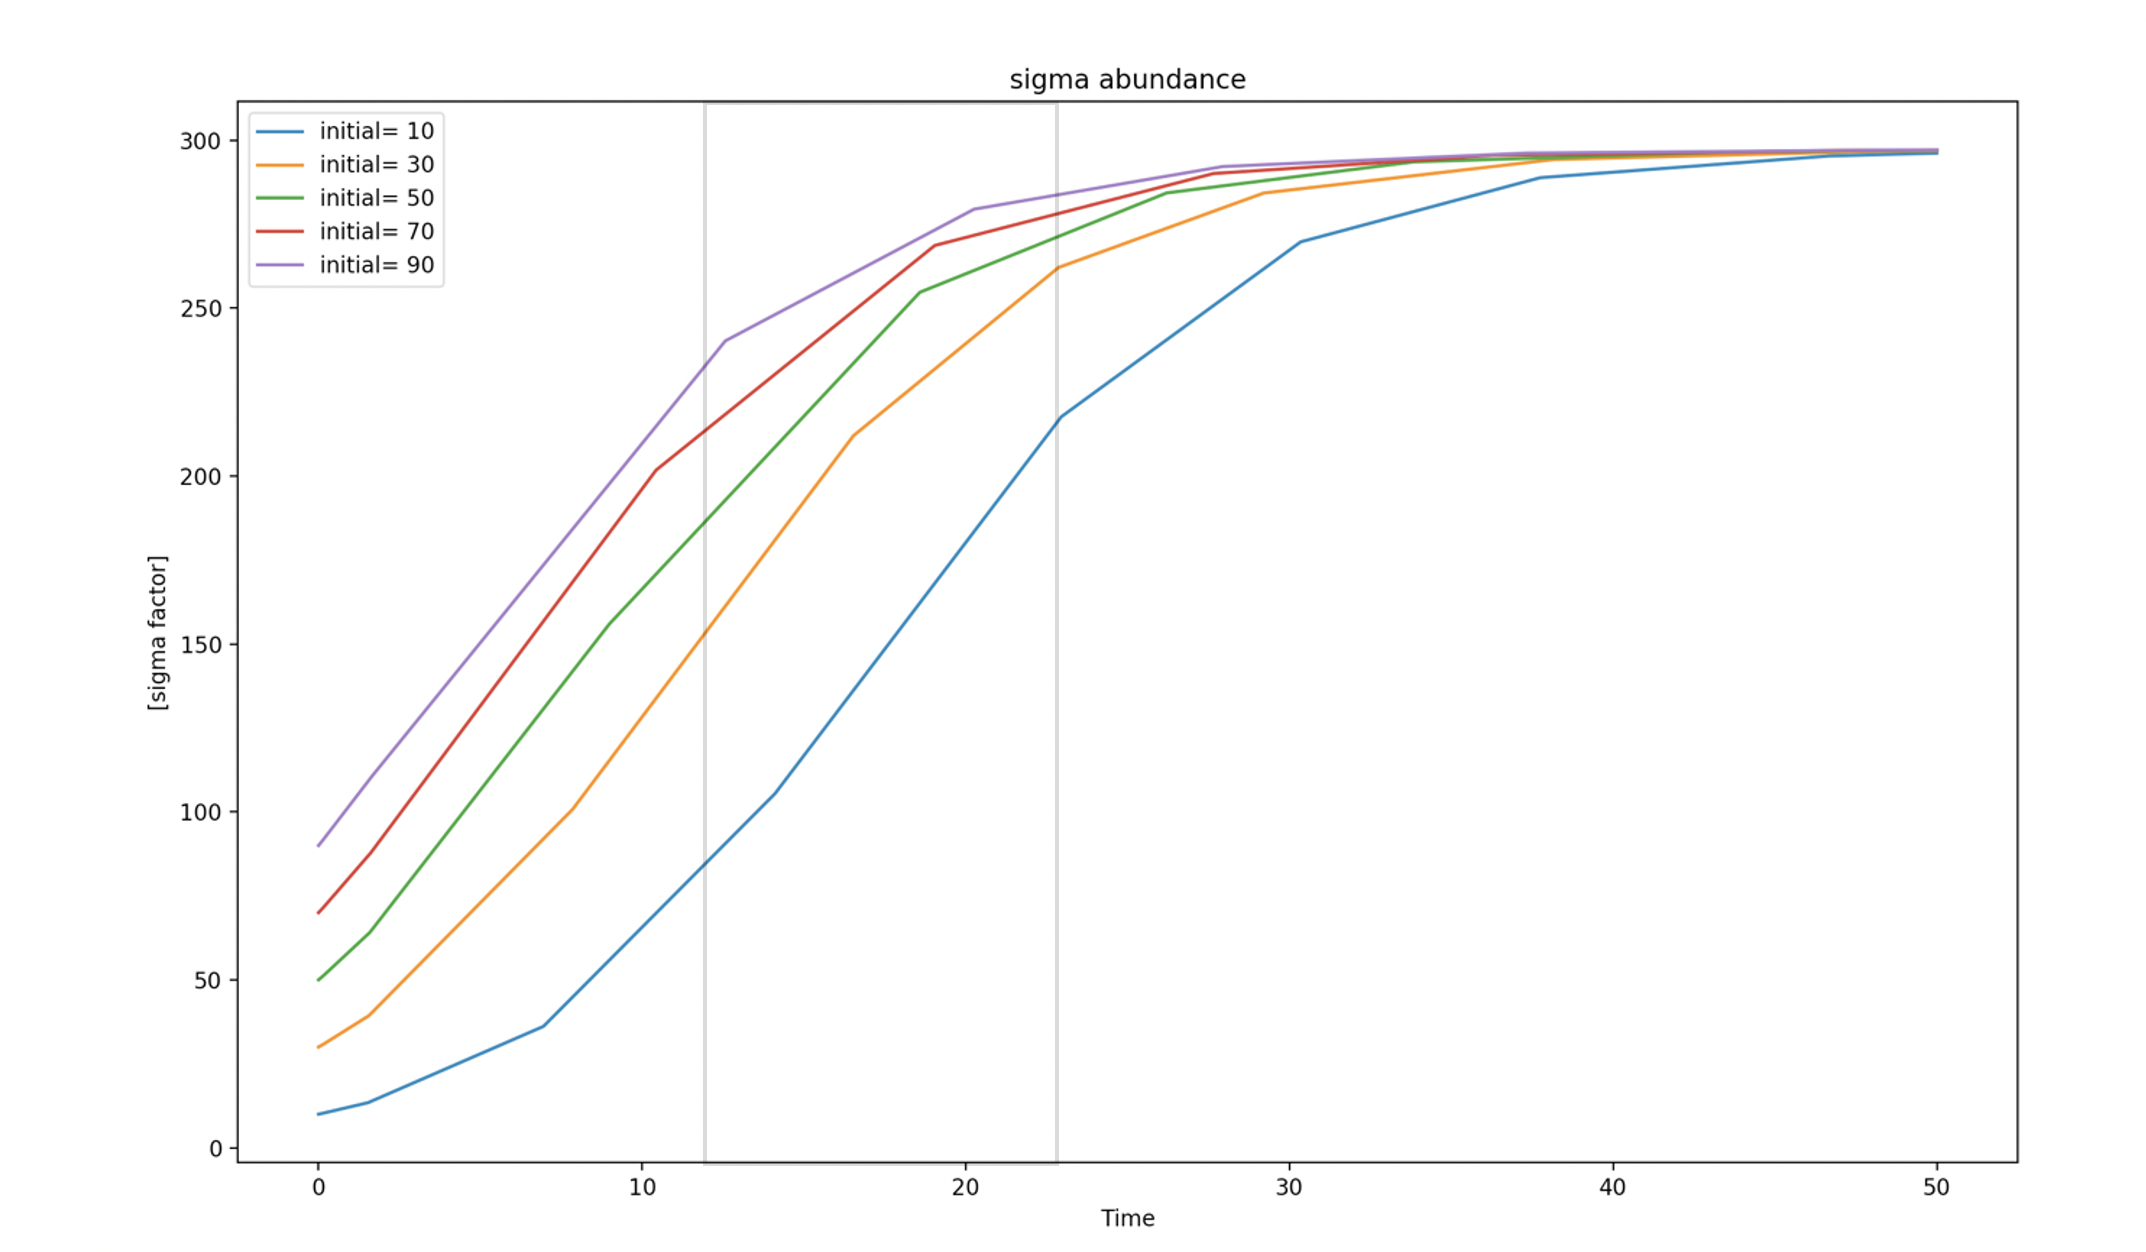 sigma abundance
initial= 10
initial= 30
initial= 50
initial= 70
initial= 90
300
250
200
150
100
50
0
[sigma factor]
0 10 20 30 40 50
Time